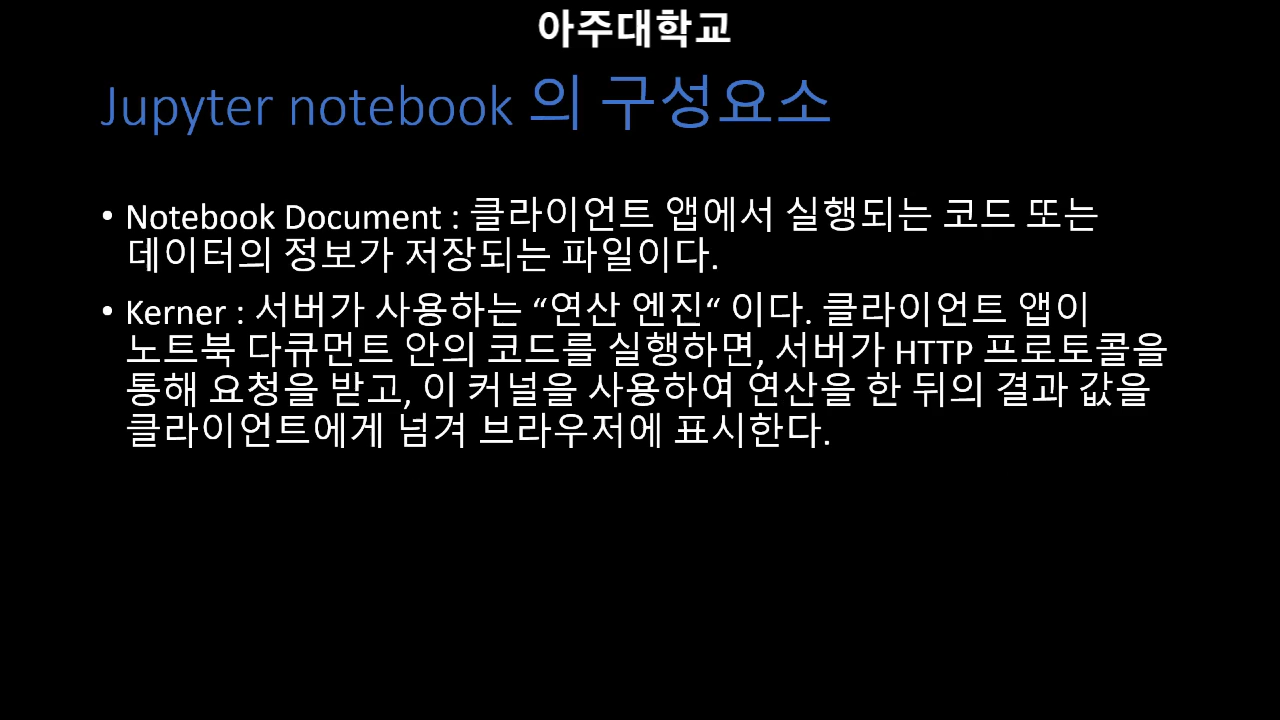 아주대학교
Jupyter notebook 의 구성요소
• Notebook Document : 클라이언트 앱에서 실행되는 코드 또는
데이터의 정보가 저장되는 파일이다.
• Kerner : 서버가 사용하는 “연산 엔진“ 이다. 클라이언트 앱이
노트북 다큐먼트 안의 코드를 실행하면, 서버가 HTTP 프로토콜을
통해 요청을 받고, 이 커널을 사용하여 연산을 한 뒤의 결과 값을
클라이언트에게 넘겨 브라우저에 표시한다.